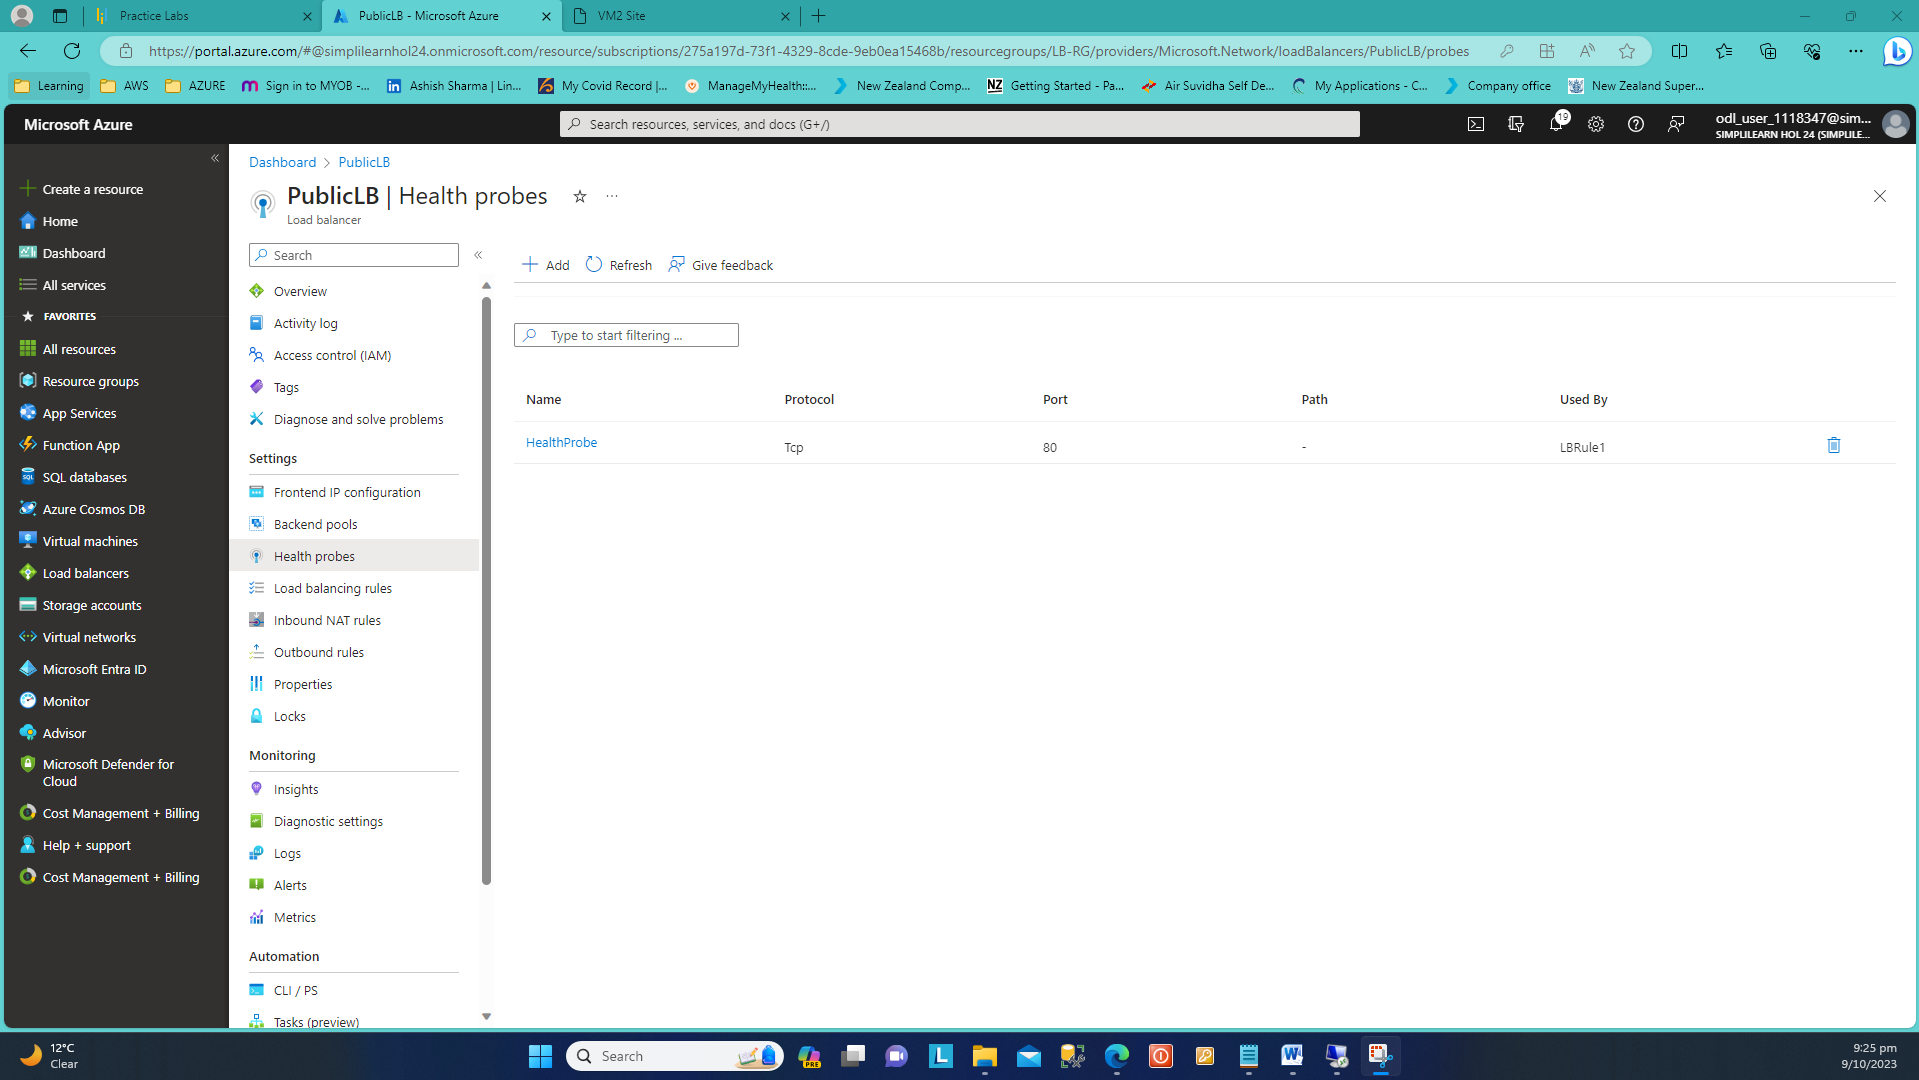 Practice Labs
PublicLB - Microsoft Azure
VM2 Site
https://portal.azure.com/#@simplilearnhol24.onmicrosoft.com/resource/subscriptions/275a197d-73f1-4329-8cde-9eb0ea15468b/resourcegroups/LB-RG/providers/Microsoft.Network/loadBalancers/PublicLB/probes
Learning
AWS
AZURE
Sign in to MYOB -...
Ashish Sharma | Lin...
My Covid Record |...
ManageMyHealth::...
New Zealand Comp...
NZ
Getting Started - Pa...
Air Suvidha Self De...
My Applications - C...
Company office
New Zealand Super...
Microsoft Azure
Search resources, services, and docs (G+/)
19
odl_user_1118347@sim...
SIMPLILEARN HOL 24 (SIMPLILE...
Create a resource
Home
Dashboard
All services
FAVORITES
All resources
Resource groups
App Services
Function App
SQL databases
Azure Cosmos DB
Virtual machines
Load balancers
Storage accounts
Virtual networks
Microsoft Entra ID
Monitor
Advisor
Microsoft Defender for
Cloud
Cost Management + Billing
Help + support
Cost Management + Billing
Dashboard > PublicLB
PublicLB | Health probes
Load balancer
Search
Overview
Activity log
Access control (IAM)
Tags
Diagnose and solve problems
Settings
Frontend IP configuration
Backend pools
Health probes
Load balancing rules
Inbound NAT rules
Outbound rules
Properties
Locks
Monitoring
Insights
Diagnostic settings
Logs
Alerts
Metrics
Automation
CLI / PS
Tasks (preview)
Add
Refresh
Give feedback
Type to start filtering ...
Name Protocol Port Path Used By
HealthProbe Tcp 80 - LBRule1
12°C
Clear
Search
PRE
9:25 pm
9/10/2023